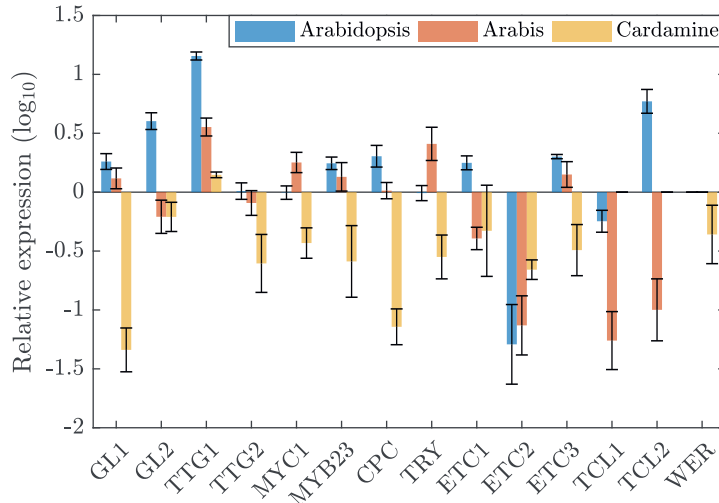 Arabidopsis Arabis Cardamine
Relative expression (log10)
1.5
1
0.5
0
-0.5
-1
-1.5
-2
GL1 GL2 TTG1 TTG2 MYC1 MYB23 CPC TRY ETC1 ETC2 ETC3 TCL1 TCL2 WER